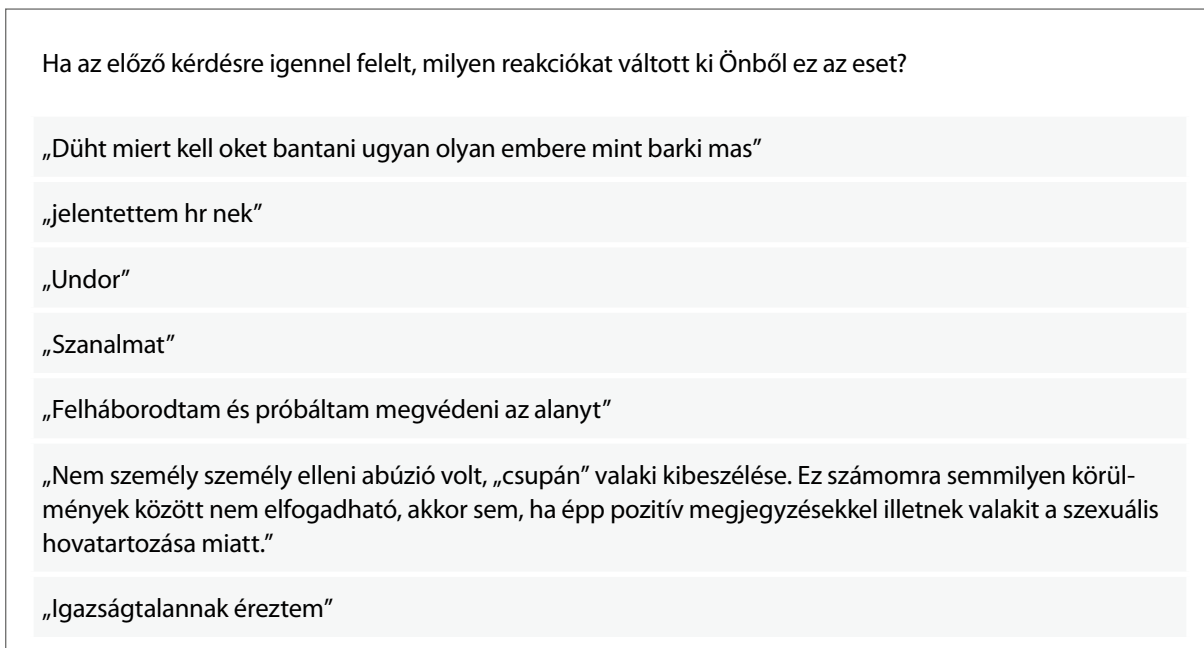 Ha az előző kérdésre igennel felelt, milyen reakciókat váltott ki Önből ez az eset?
„Düht miert kell oket bantani ugyan olyan embere mint barki mas”
„jelentettem hr nek”
„Undor”
„Szanalmat”
„Felháborodtam és próbáltam megvédeni az alanyt”
„Nem személy személy elleni abúzió volt, „csupán” valaki kibeszélése. Ez számomra semmilyen körül-
mények között nem elfogadható, akkor sem, ha épp pozitív megjegyzésekkel illetnek valakit a szexuális
hovatartozása miatt.”
„Igazságtalannak éreztem”